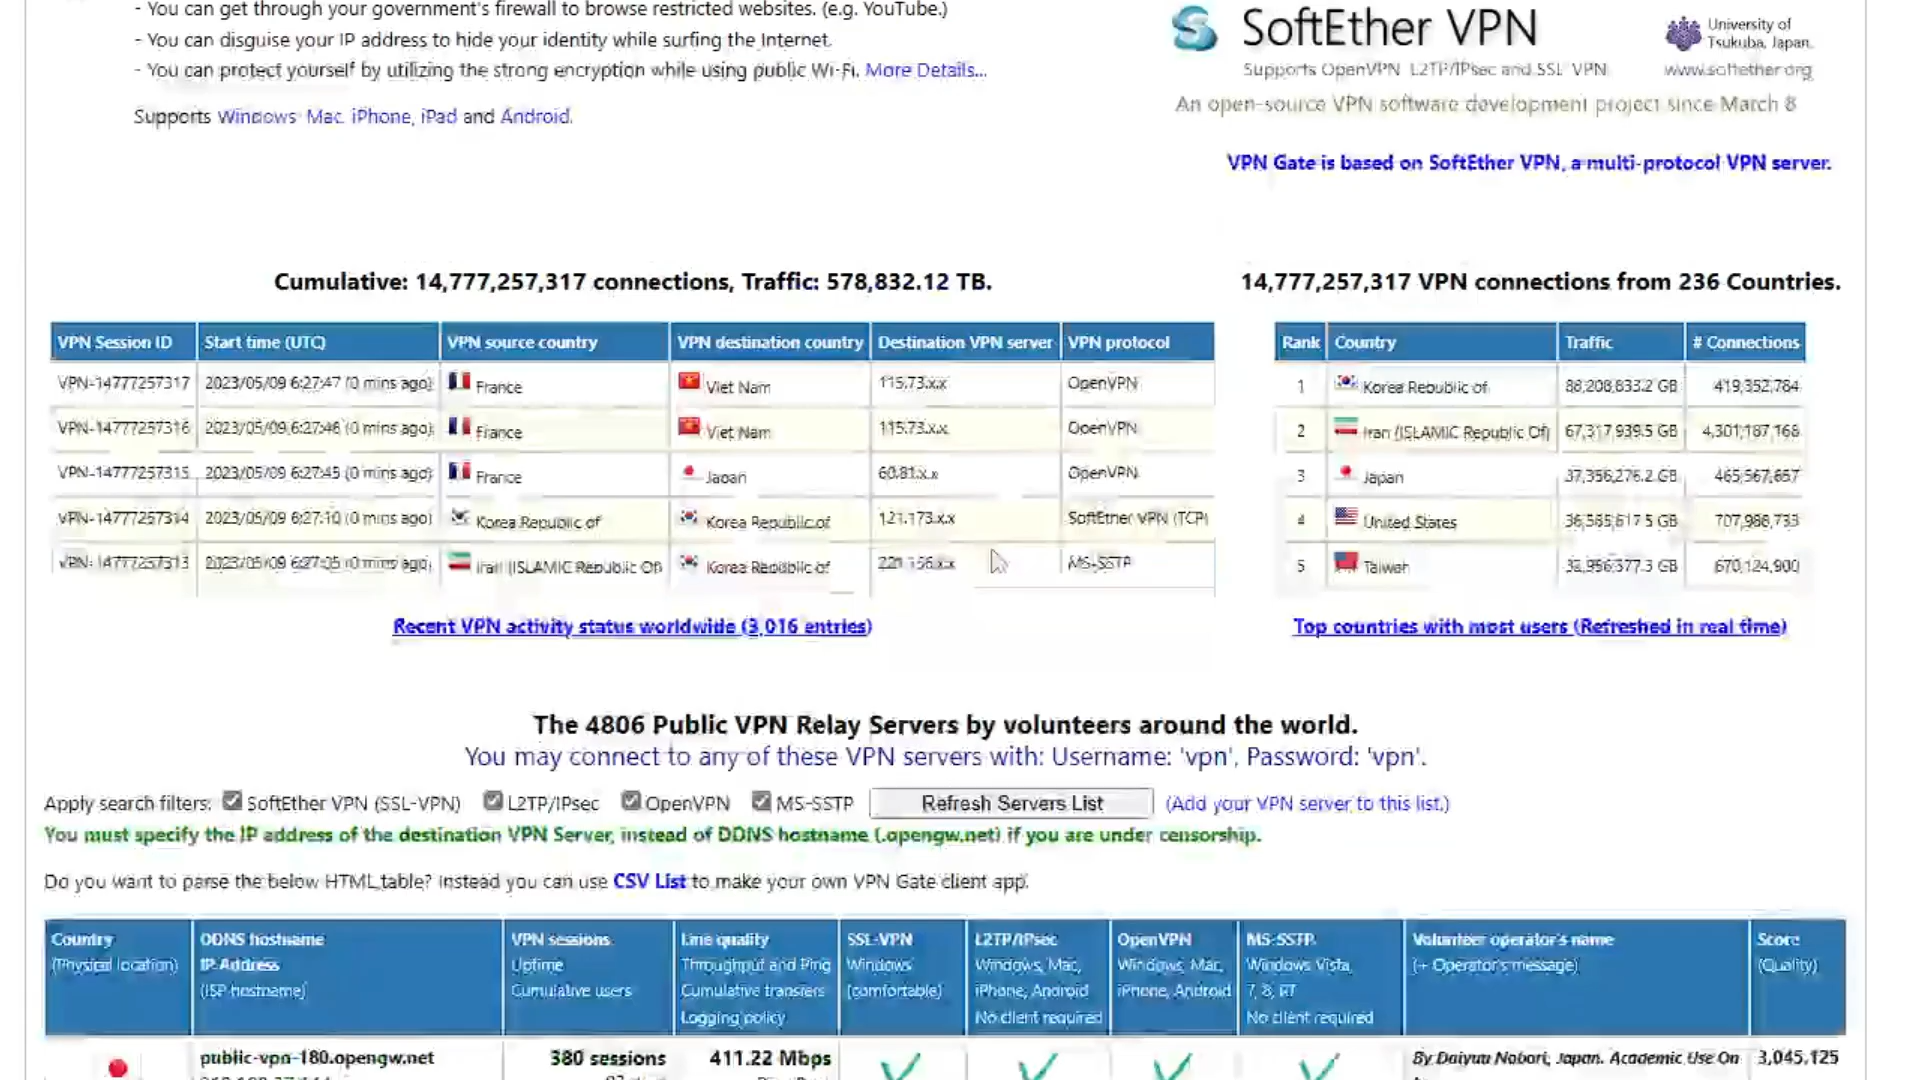 - You can get through your government's firewall to browse restricted websites. (e.g. YouTube.)
- You can disguise your IP address to hide your identity while surfing the Internet.
- You can protect yourself by utilizing the strong encryption while using public Wi-Fi. More Details...
Supports Windows, Mac, iPhone, iPad and Android.
SoftEther VPN
Supports OpenVPN, L2TP/IPsec and SSL-VPN
University of
Tsukuba, Japan.
www.softether.org
An open-source VPN software development project since March 8
VPN Gate is based on SoftEther VPN, a multi-protocol VPN server.
Cumulative: 14,777,257,317 connections, Traffic: 578,832.12 TB.
VPN Session ID Start time (UTC) VPN source country VPN destination country Destination VPN server VPN protocol
VPN-14777257317 2023/05/09 6:27:47 (0 mins ago) France Viet Nam 115.73.x.x OpenVPN
VPN-14777257316 2023/05/09 6:27:46 (0 mins ago) France Viet Nam 115.73.x.x OpenVPN
VPN-14777257315 2023/05/09 6:27:45 (0 mins ago) France Japan 60.81.x.x OpenVPN
VPN-14777257314 2023/05/09 6:27:10 (0 mins ago) Korea Republic of Korea Republic of 121.173.x.x SoftEther VPN (TCP)
VPN-14777257313 2023/05/09 6:27:05 (0 mins ago) Iran (ISLAMIC Republic Of) Korea Republic of MS-SSTP
Recent VPN activity status worldwide (3,016 entries)
14,777,257,317 VPN connections from 236 Countries.
Rank Country Traffic # Connections
1 Korea Republic of 88,208,833.2 GB 419,352,784
2 Iran (ISLAMIC Republic Of) 67,317,939.5 GB 4,301,187,168
3 Japan 37,356,276.2 GB 465,567,657
4 United States 36,585,617.5 GB 707,988,733
5 Taiwan 670,124,900
Top countries with most users (Refreshed in real time)
The 4806 Public VPN Relay Servers by volunteers around the world.
You may connect to any of these VPN servers with: Username: 'vpn', Password: 'vpn'.
Apply search filters: SoftEther VPN (SSL-VPN) L2TP/IPsec OpenVPN MS-SSTP Refresh Servers List (Add your VPN server to this list.)
You must specify the IP address of the destination VPN Server, instead of DDNS hostname (.opengw.net) if you are under censorship.
Do you want to parse the below HTML table? Instead you can use CSV List to make your own VPN Gate client app.
Country
(Physical location)
DDNS hostname
IP Address
(ISP hostname)
VPN sessions
Uptime
Cumulative users
Line quality
Throughput and Ping
Cumulative transfers
Logging policy
SSL-VPN
Windows
(comfortable)
L2TP/IPsec
Windows, Mac,
iPhone, Android
No client required
OpenVPN
Windows, Mac,
iPhone, Android
MS-SSTP
Windows Vista,
7, 8, RT
No client required
Volunteer operator's name
(+ Operator's message)
Score
(Quality)
public-vpn-180.opengw.net 380 sessions 411.22 Mbps By Daiyuu Nobori, Japan. Academic Use On 3,045,125